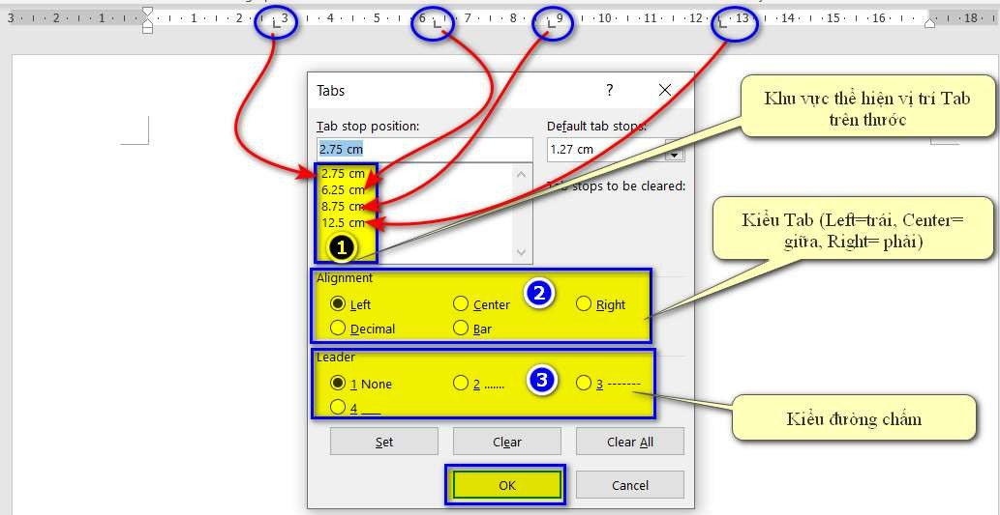 3 · 2 · 1 · 1 · 2 · 3 · 6 · 7 · 8 · 9 · 10 · 11 · 12 · 13 · 14 · 15 · 16 · 18
Tabs ?
Tab stop position:
Default tab stops:
2.75 cm
1.27 cm
2.75 cm
6.25 cm
8.75 cm
12.5 cm
Tab stops to be cleared:
1
Khu vực thể hiện vị trí Tab
trên thước
Kiểu Tab (Left=trái, Center=
giữa, Right= phải)
Alignment
2
Left Center Right
Decimal Bar
Leader
3
1 None 2 ....... 3 -------
4 ___
Kiểu đường chấm
Set Clear Clear All
OK Cancel